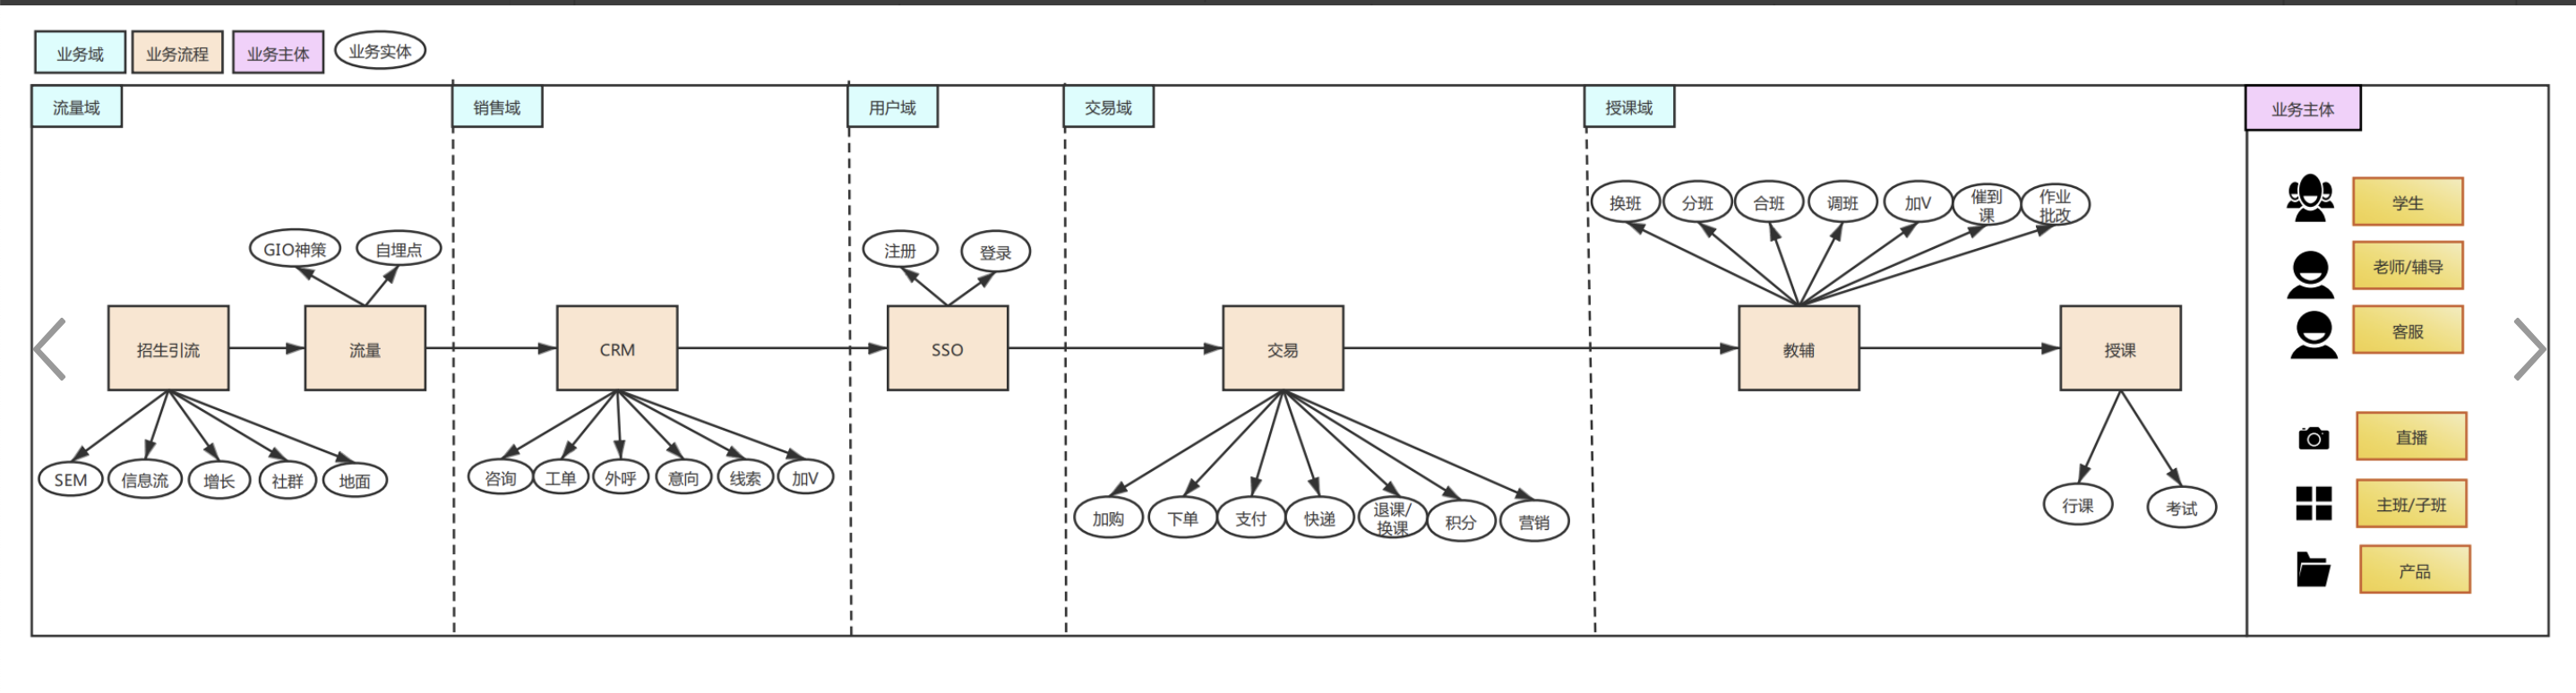 业务域
业务流程
业务主体
业务实体
流量域
销售域
用户域
交易域
授课域
业务主体
GIO神策
自埋点
注册
登录
换班
分班
合班
调班
加V
催到
课
作业
批改
招生引流
流量
CRM
SSO
交易
教辅
授课
SEM
信息流
增长
社群
地面
咨询
工单
外呼
意向
线索
加V
加购
下单
支付
快递
退课/
换课
积分
营销
行课
考试
学生
老师/辅导
客服
直播
主班/子班
产品